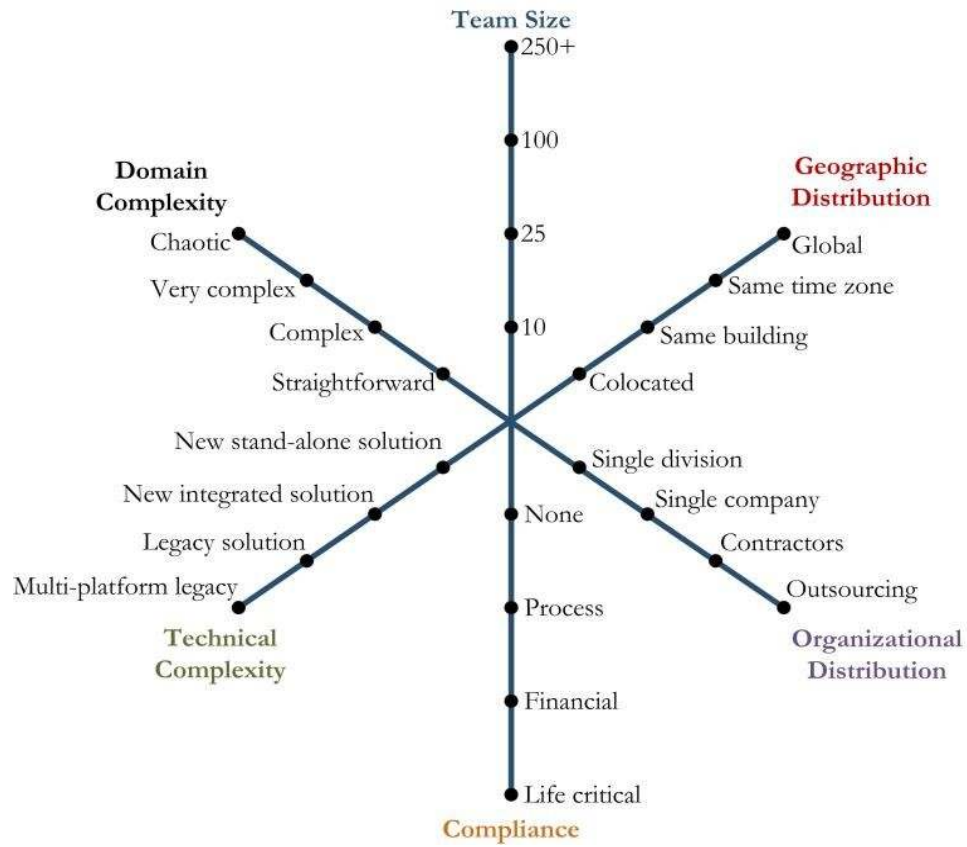 Team Size
250+
100
25
10
Domain
Complexity
Chaotic
Very complex
Complex
Straightforward
Geographic
Distribution
Global
Same time zone
Same building
Colocated
New stand-alone solution
New integrated solution
Legacy solution
Multi-platform legacy
Technical
Complexity
Single division
Single company
Contractors
Outsourcing
Organizational
Distribution
None
Process
Financial
Life critical
Compliance